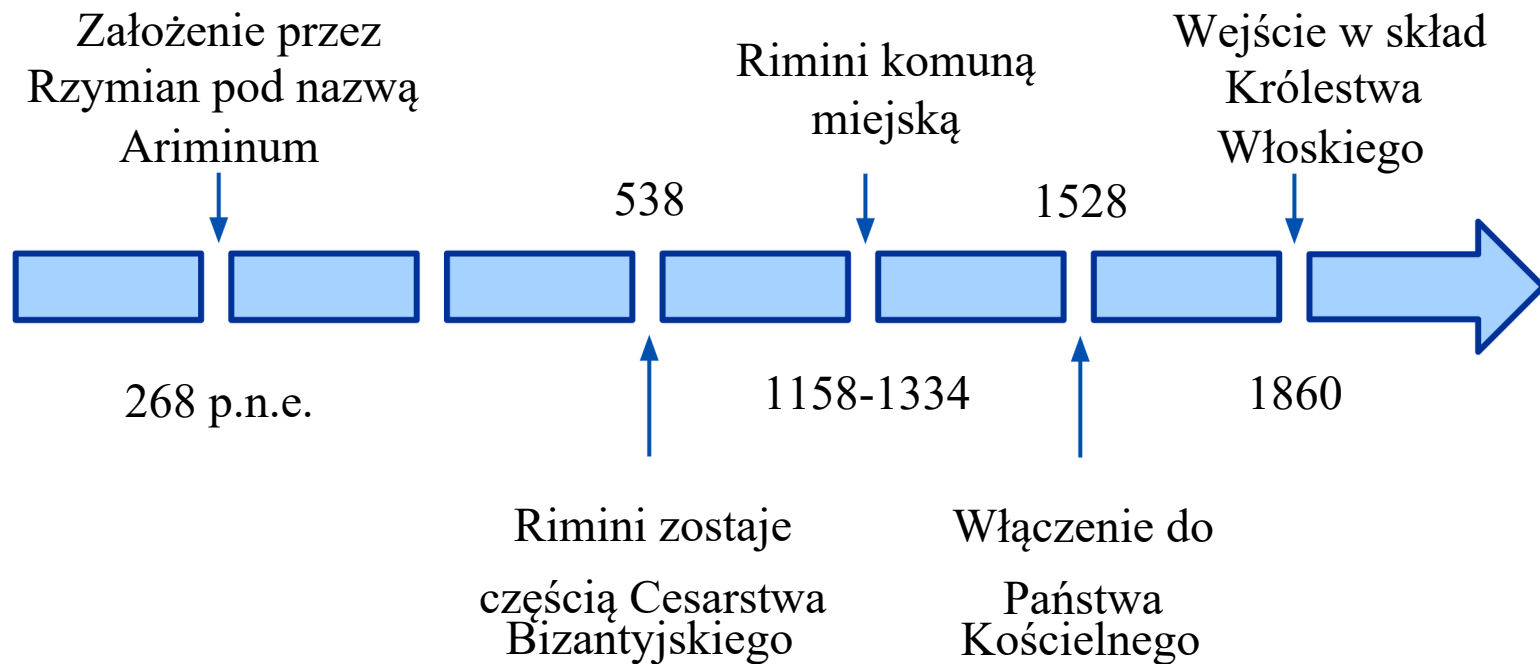 Założenie przez
Rzymian pod nazwą
Ariminum
268 p.n.e.
538
Rimini zostaje
częścią Cesarstwa
Bizantyjskiego
Rimini komuną
miejską
1158-1334
1528
Włączenie do
Państwa
Kościelnego
Wejście w skład
Królestwa
Włoskiego
1860